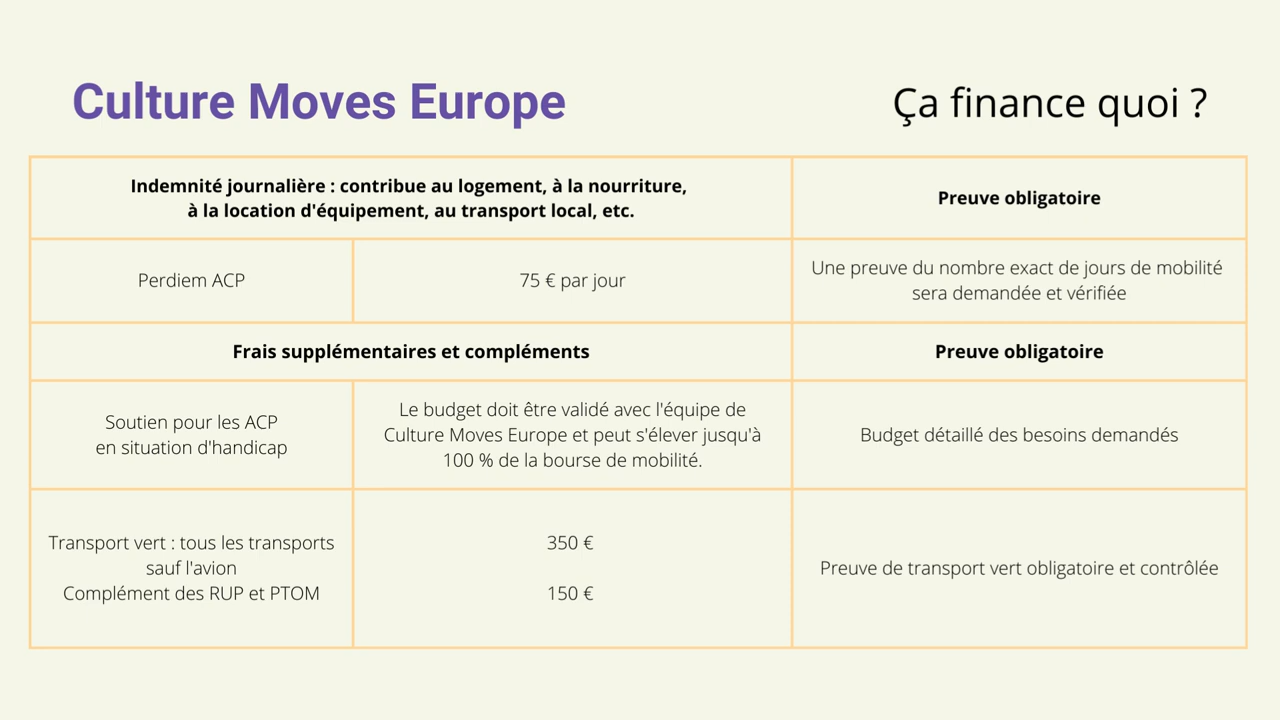 Culture Moves Europe
Ça finance quoi ?
Indemnité journalière : contribue au logement, à la nourriture,
à la location d'équipement, au transport local, etc.
Preuve obligatoire
Perdiem ACP
75 € par jour
Une preuve du nombre exact de jours de mobilité
sera demandée et vérifiée
Frais supplémentaires et compléments
Preuve obligatoire
Soutien pour les ACP
en situation d'handicap
Le budget doit être validé avec l'équipe de
Culture Moves Europe et peut s'élever jusqu'à
100 % de la bourse de mobilité.
Budget détaillé des besoins demandés
Transport vert : tous les transports
sauf l'avion
Complément des RUP et PTOM
350 €
150 €
Preuve de transport vert obligatoire et contrôlée